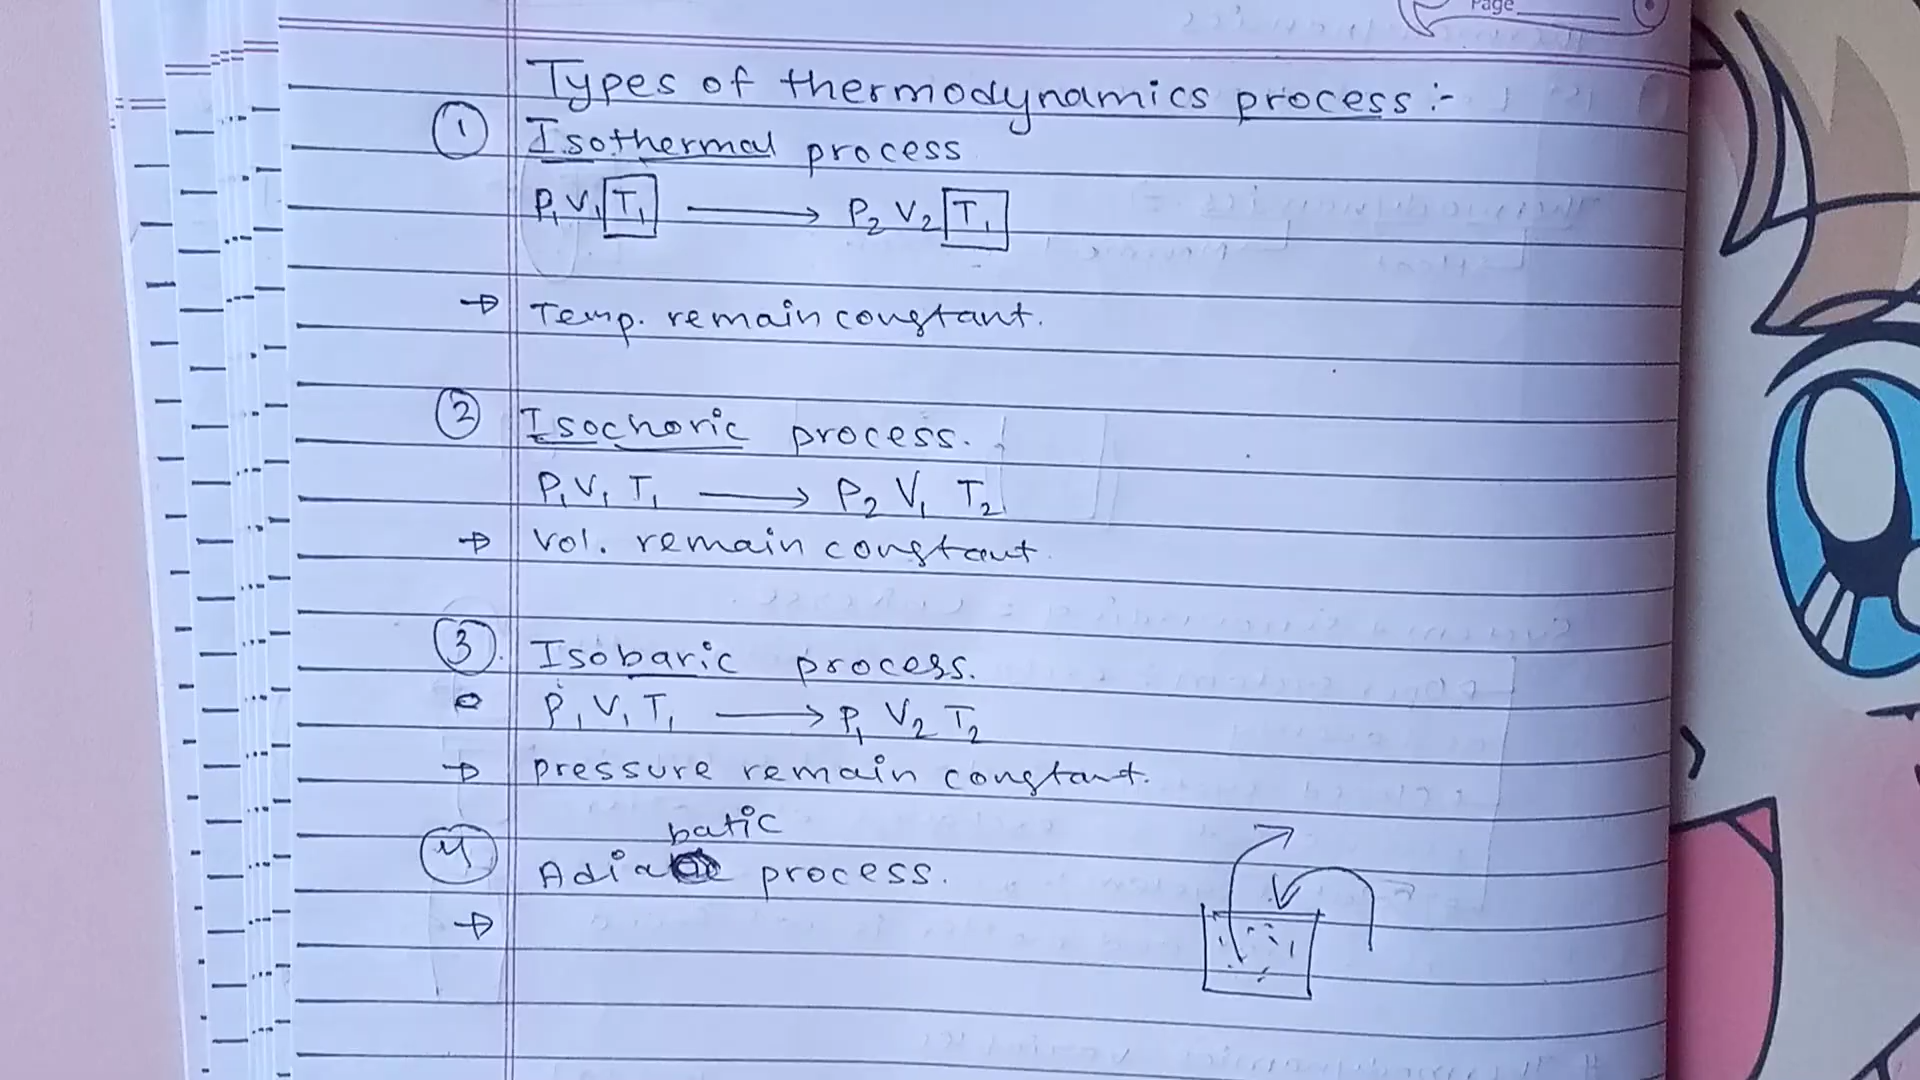 Page
Types of thermodynamics process :-
① Isothermal process
P₁ V₁ T₁ ⟶ P₂ V₂ T₁
→ Temp. remain constant.
② Isochoric process.
P₁ V₁ T₁ ⟶ P₂ V₁ T₂
→ Vol. remain constant.
③ Isobaric process.
P₁ V₁ T₁ ⟶ P₁ V₂ T₂
→ pressure remain constant.
④ Adiabatic process.
→